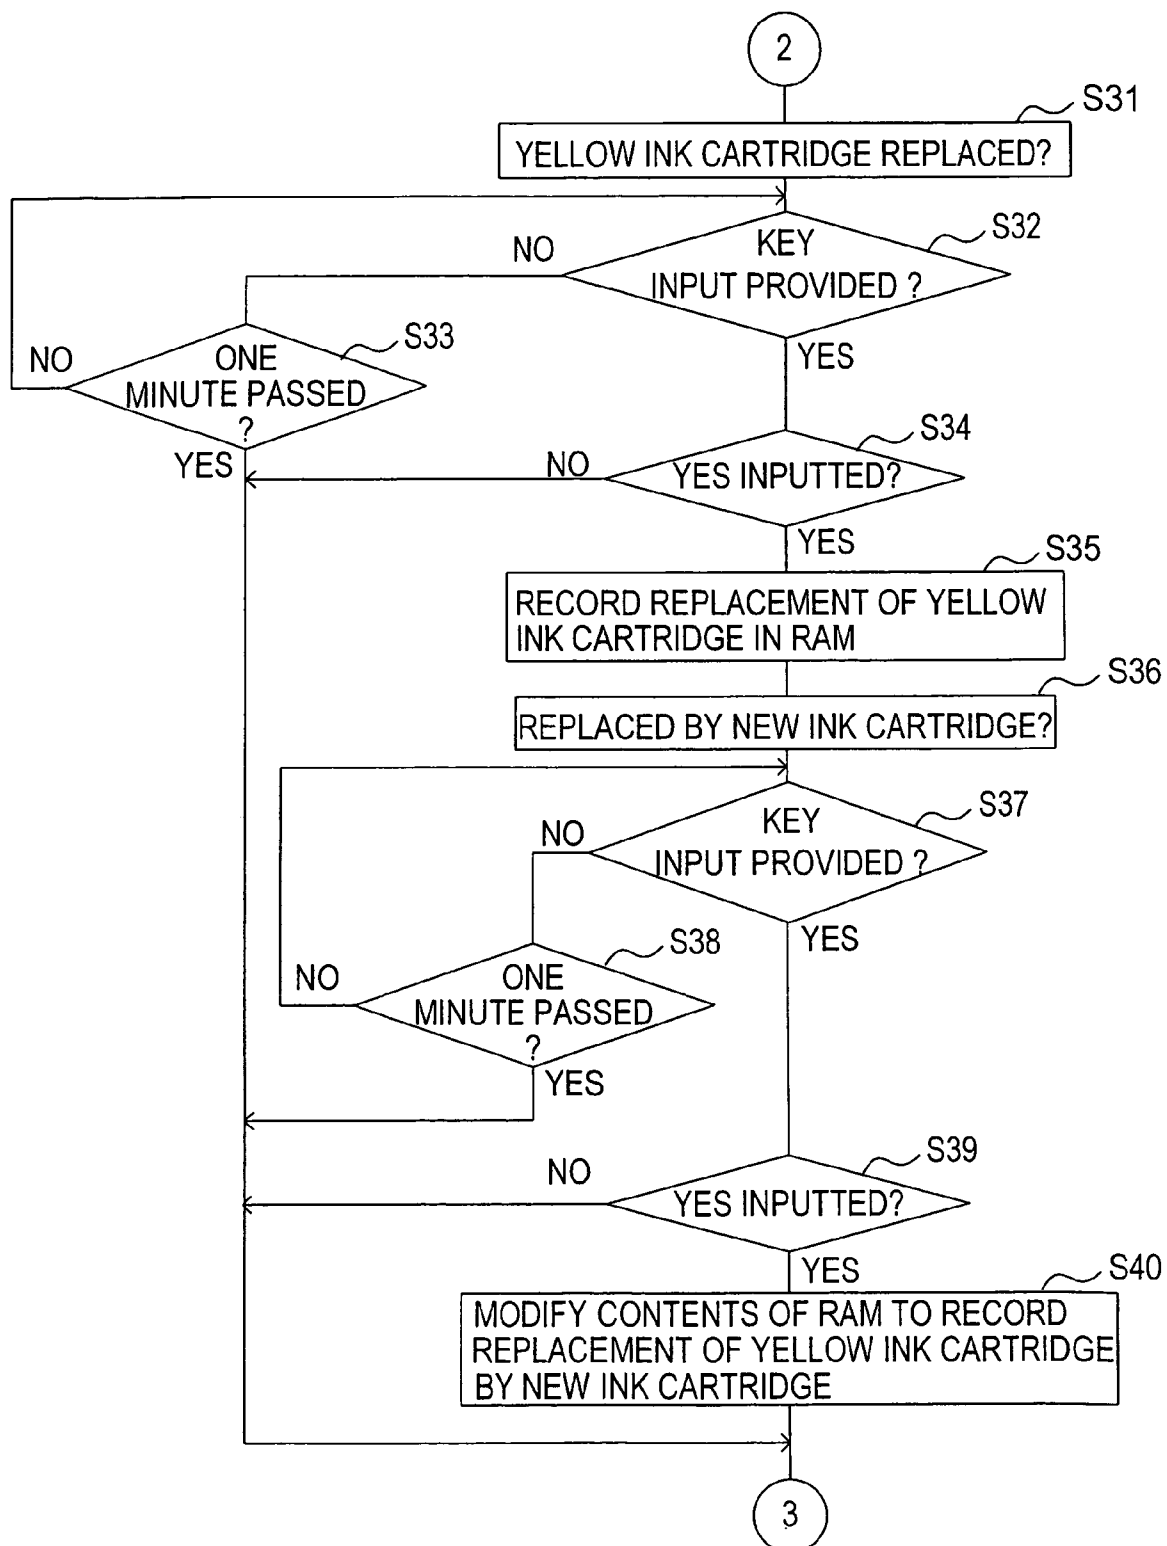 2
S31
YELLOW INK CARTRIDGE REPLACED?
S32
NO
KEY
INPUT PROVIDED ?
YES
S33
NO
ONE
MINUTE PASSED
?
YES
S34
NO
YES INPUTTED?
YES
S35
RECORD REPLACEMENT OF YELLOW
INK CARTRIDGE IN RAM
S36
REPLACED BY NEW INK CARTRIDGE?
S37
NO
KEY
INPUT PROVIDED ?
YES
S38
NO
ONE
MINUTE PASSED
?
YES
S39
NO
YES INPUTTED?
YES
S40
MODIFY CONTENTS OF RAM TO RECORD
REPLACEMENT OF YELLOW INK CARTRIDGE
BY NEW INK CARTRIDGE
3